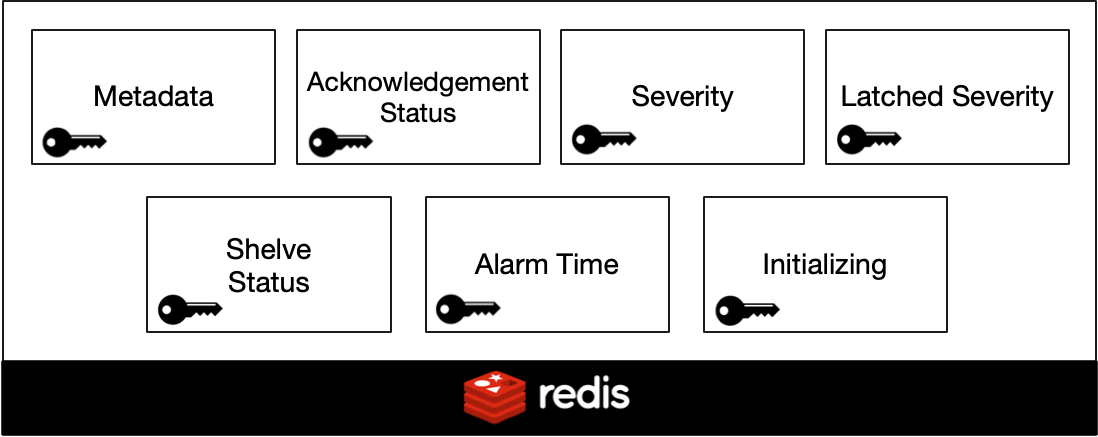 Metadata
Acknowledgement
Status
Severity
Latched Severity
Shelve
Status
Alarm Time
Initializing
redis